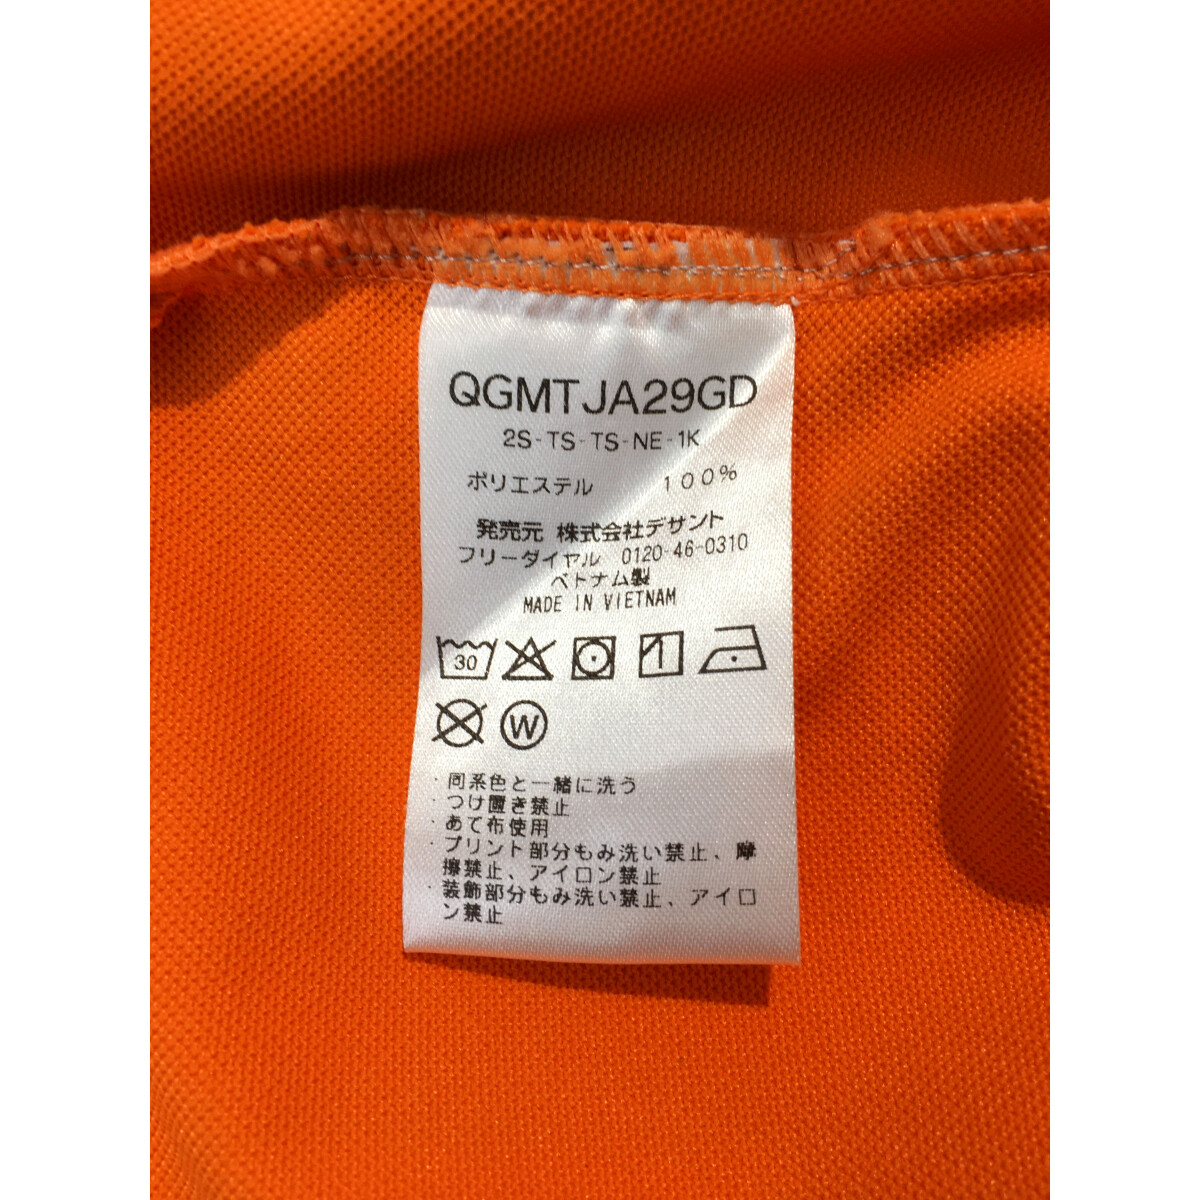 QGMTJA29GD
2S-TS-TS-NE-1K
ポリエステル 100%
発売元 株式会社デサント
フリーダイヤル 0120-46-0310
ベトナム製
MADE IN VIETNAM
30
W
・同系色と一緒に洗う
・つけ置き禁止
・あて布使用
・プリント部分もみ洗い禁止、摩
擦禁止、アイロン禁止
・装飾部分もみ洗い禁止、アイロ
ン禁止